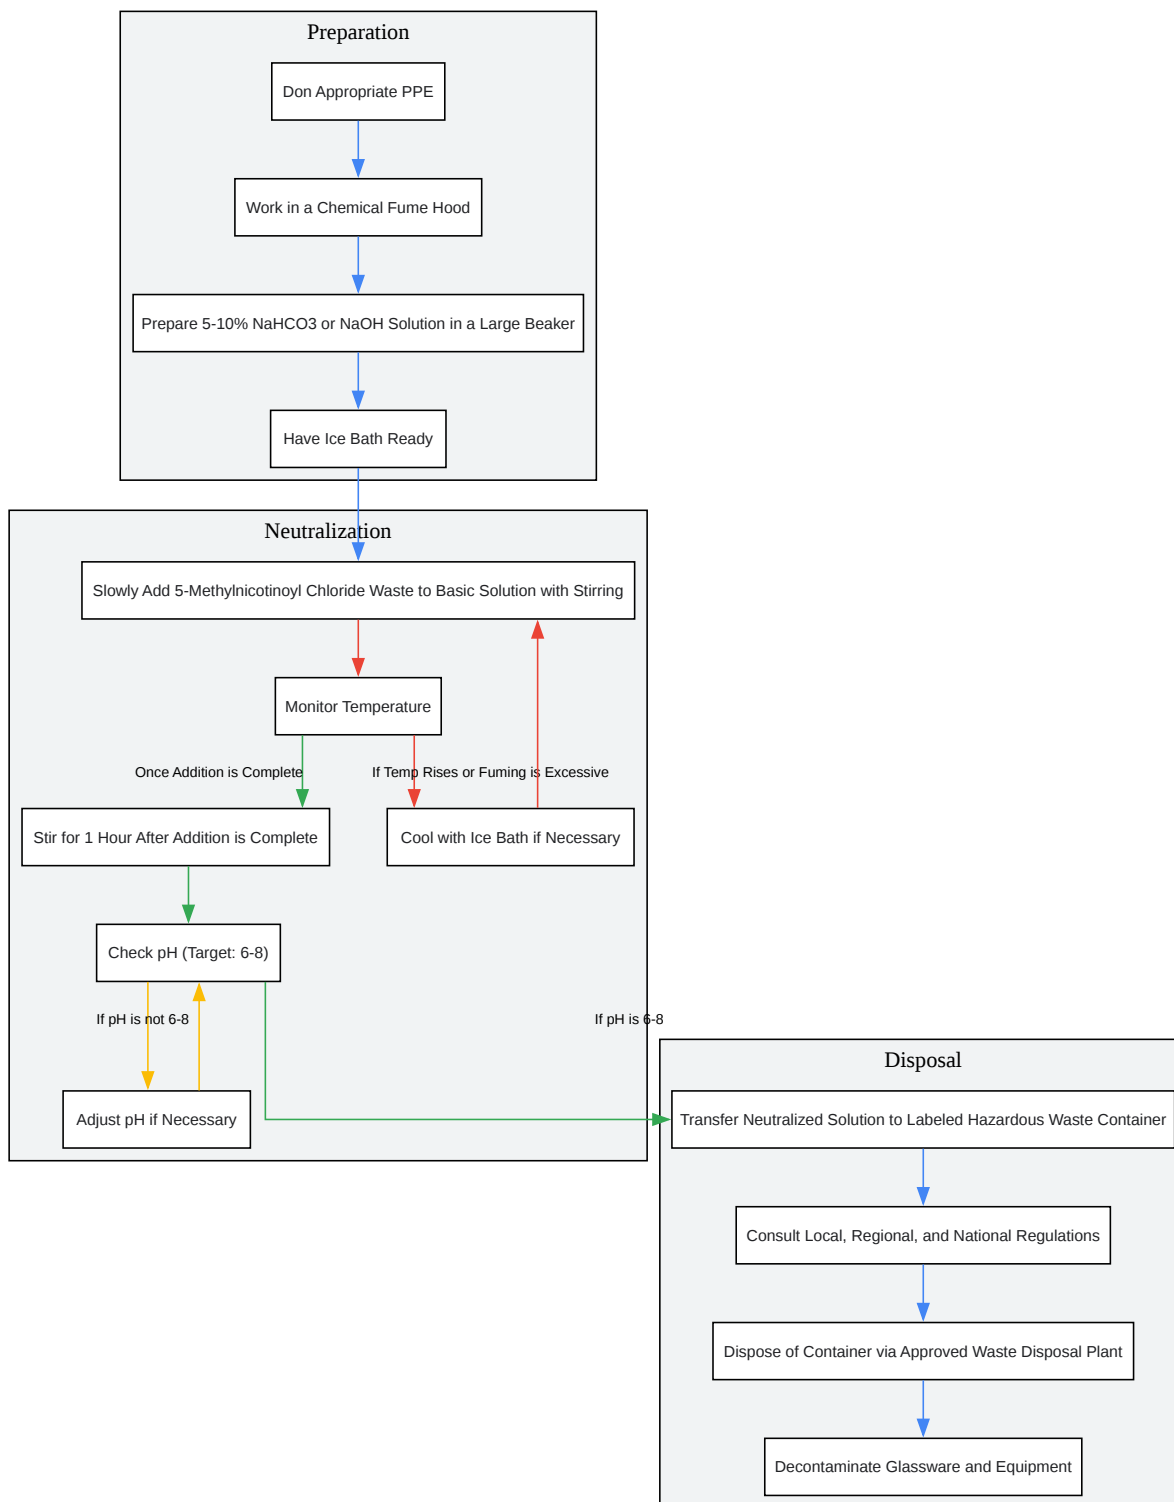 Preparation
Don Appropriate PPE
Work in a Chemical Fume Hood
Prepare 5-10% NaHCO3 or NaOH Solution in a Large Beaker
Have Ice Bath Ready
Neutralization
Slowly Add 5-Methylnicotinoyl Chloride Waste to Basic Solution with Stirring
Monitor Temperature
Once Addition is Complete
If Temp Rises or Fuming is Excessive
Stir for 1 Hour After Addition is Complete
Cool with Ice Bath if Necessary
Check pH (Target: 6-8)
If pH is not 6-8
If pH is 6-8
Adjust pH if Necessary
Disposal
Transfer Neutralized Solution to Labeled Hazardous Waste Container
Consult Local, Regional, and National Regulations
Dispose of Container via Approved Waste Disposal Plant
Decontaminate Glassware and Equipment